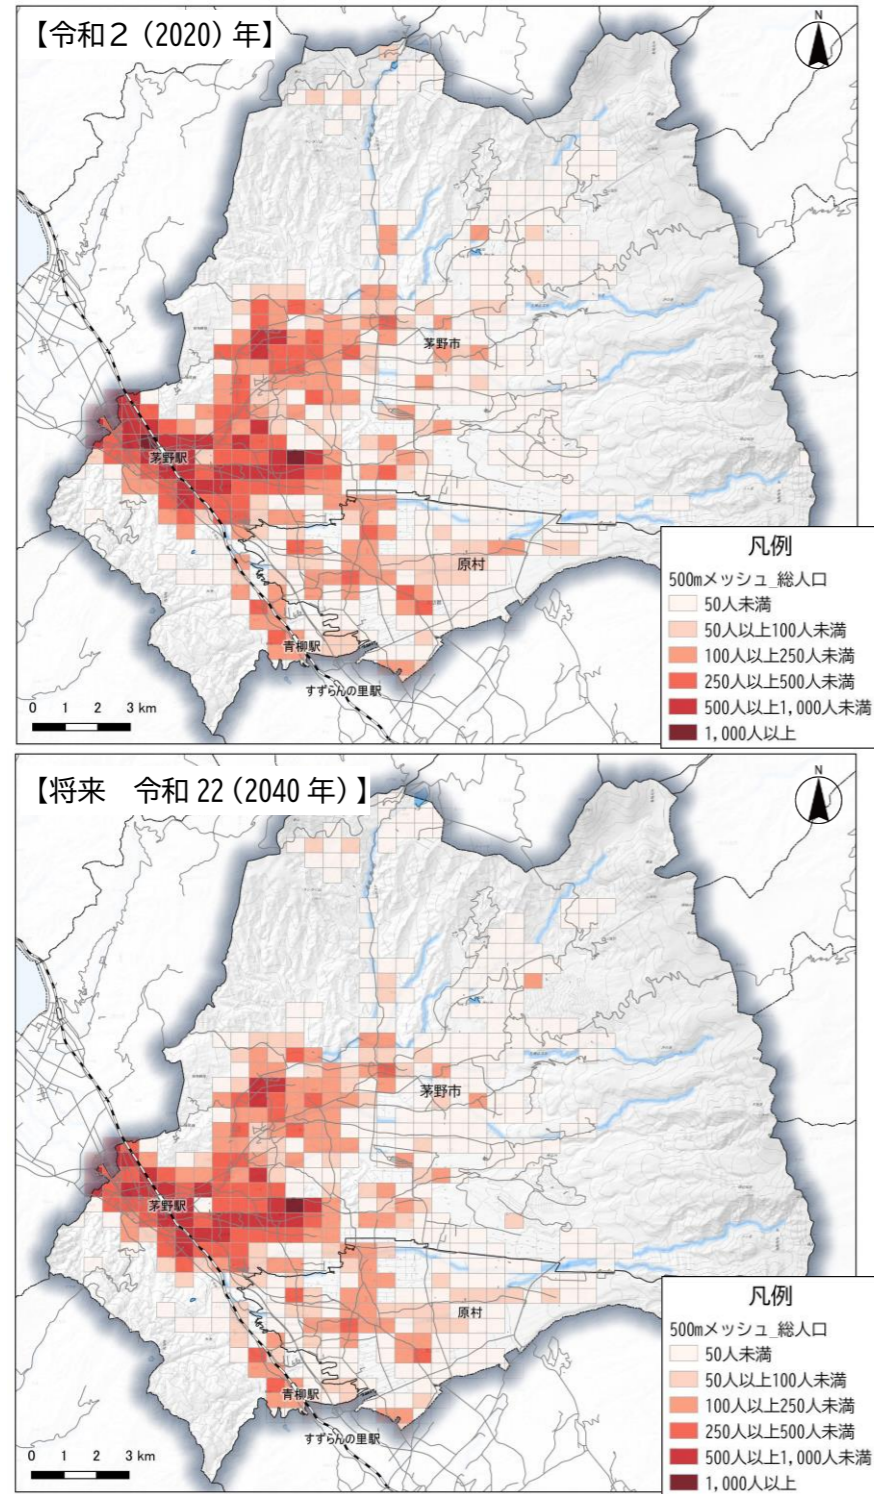 【令和2（2020）年】
N
茅野市
茅野駅
原村
青柳駅
すずらんの里駅
0 1 2 3 km
凡例
500mメッシュ_総人口
50人未満
50人以上100人未満
100人以上250人未満
250人以上500人未満
500人以上1,000人未満
1,000人以上
【将来　令和22（2040年）】
N
茅野市
茅野駅
原村
青柳駅
すずらんの里駅
0 1 2 3 km
凡例
500mメッシュ_総人口
50人未満
50人以上100人未満
100人以上250人未満
250人以上500人未満
500人以上1,000人未満
1,000人以上